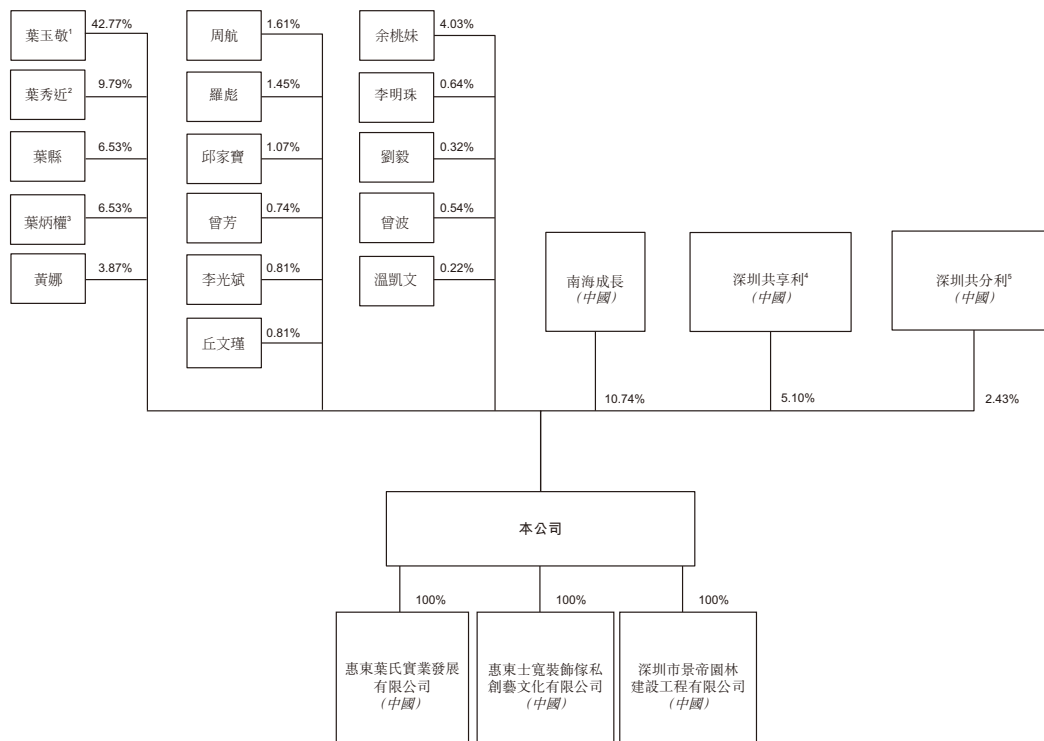 葉玉敬¹
42.77%
葉秀近²
9.79%
葉縣
6.53%
葉炳權³
6.53%
黃娜
3.87%
周航
1.61%
羅彪
1.45%
邱家寶
1.07%
曾芳
0.74%
李光斌
0.81%
丘文瑾
0.81%
余桃妹
4.03%
李明珠
0.64%
劉毅
0.32%
曾波
0.54%
溫凱文
0.22%
南海成長
(中國)
10.74%
深圳共享利⁴
(中國)
5.10%
深圳共分利⁵
(中國)
2.43%
本公司
100%
100%
100%
惠東葉氏實業發展
有限公司
(中國)
惠東士寬裝飾傢私
創藝文化有限公司
(中國)
深圳市景帝園林
建設工程有限公司
(中國)